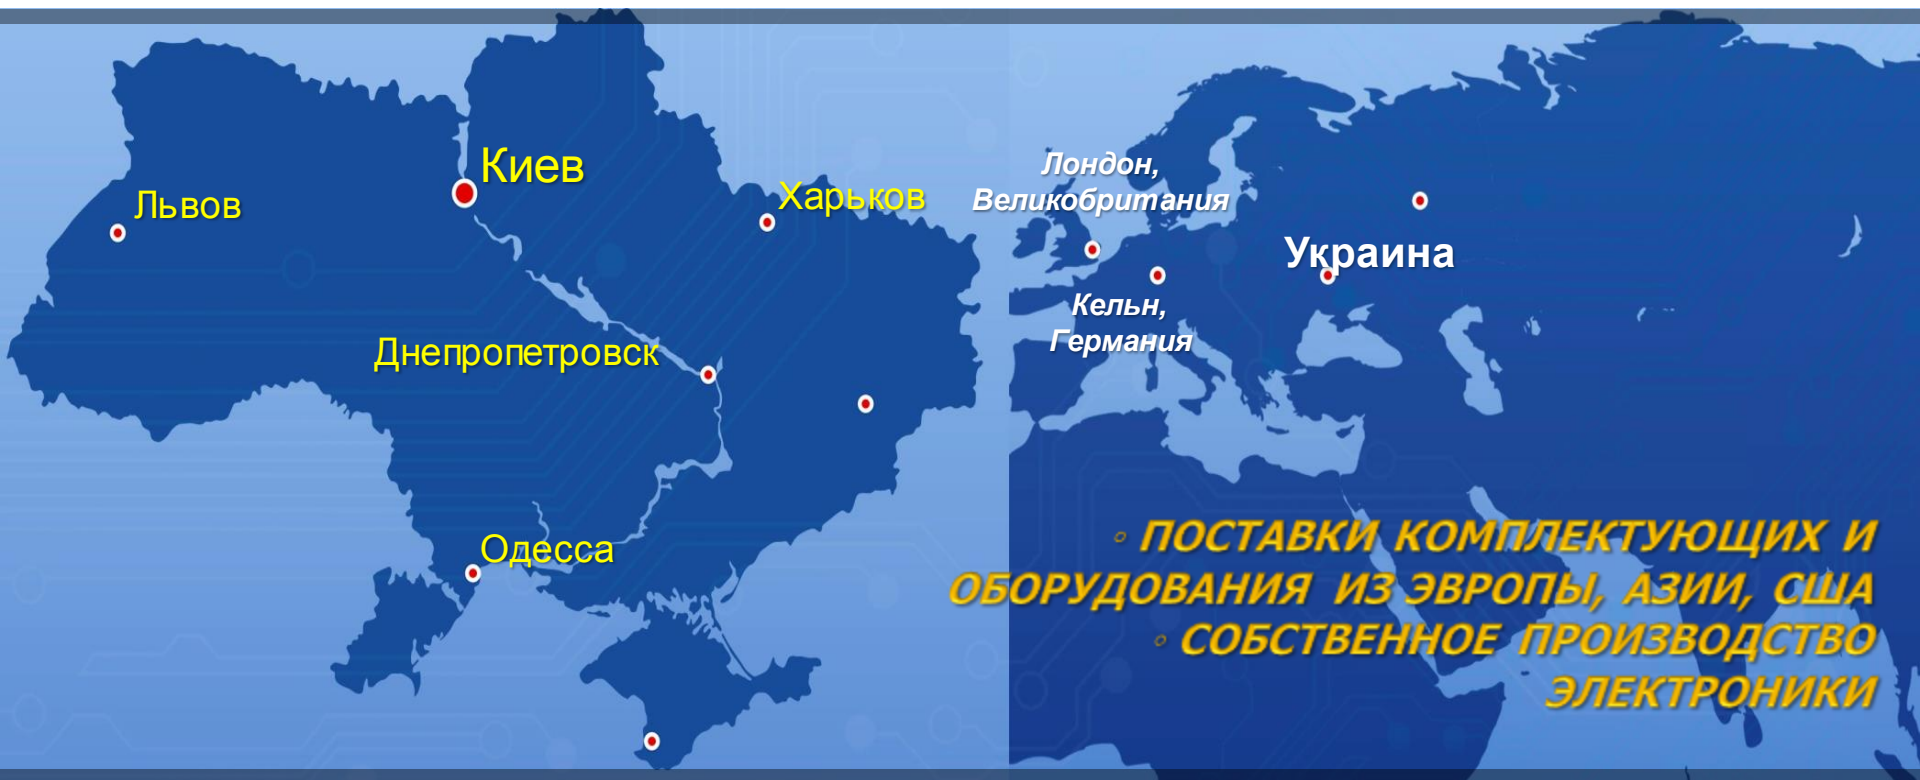 Киев
Львов
Харьков
Днепропетровск
Одесса
Лондон,
Великобритания
Украина
Кельн,
Германия
◦ ПОСТАВКИ КОМПЛЕКТУЮЩИХ И
ОБОРУДОВАНИЯ ИЗ ЭВРОПЫ, АЗИИ, США
◦ СОБСТВЕННОЕ ПРОИЗВОДСТВО
ЭЛЕКТРОНИКИ